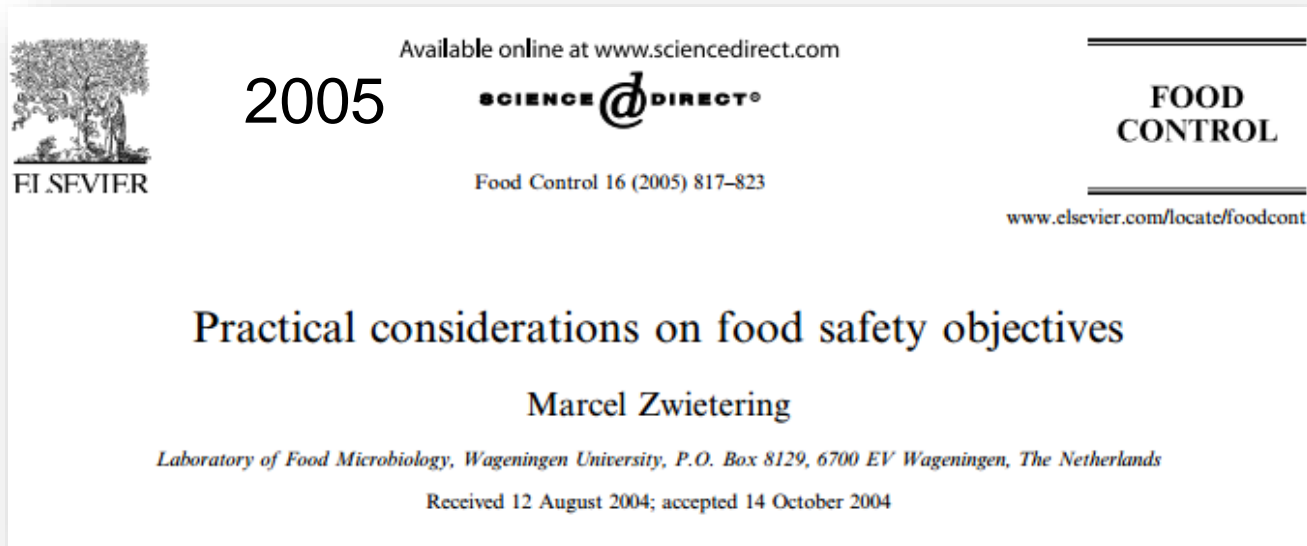 Available online at www.sciencedirect.com
2005
SCIENCE @ DIRECT®
FOOD
CONTROL
ELSEVIER
Food Control 16 (2005) 817–823
www.elsevier.com/locate/foodcont
Practical considerations on food safety objectives
Marcel Zwietering
Laboratory of Food Microbiology, Wageningen University, P.O. Box 8129, 6700 EV Wageningen, The Netherlands
Received 12 August 2004; accepted 14 October 2004